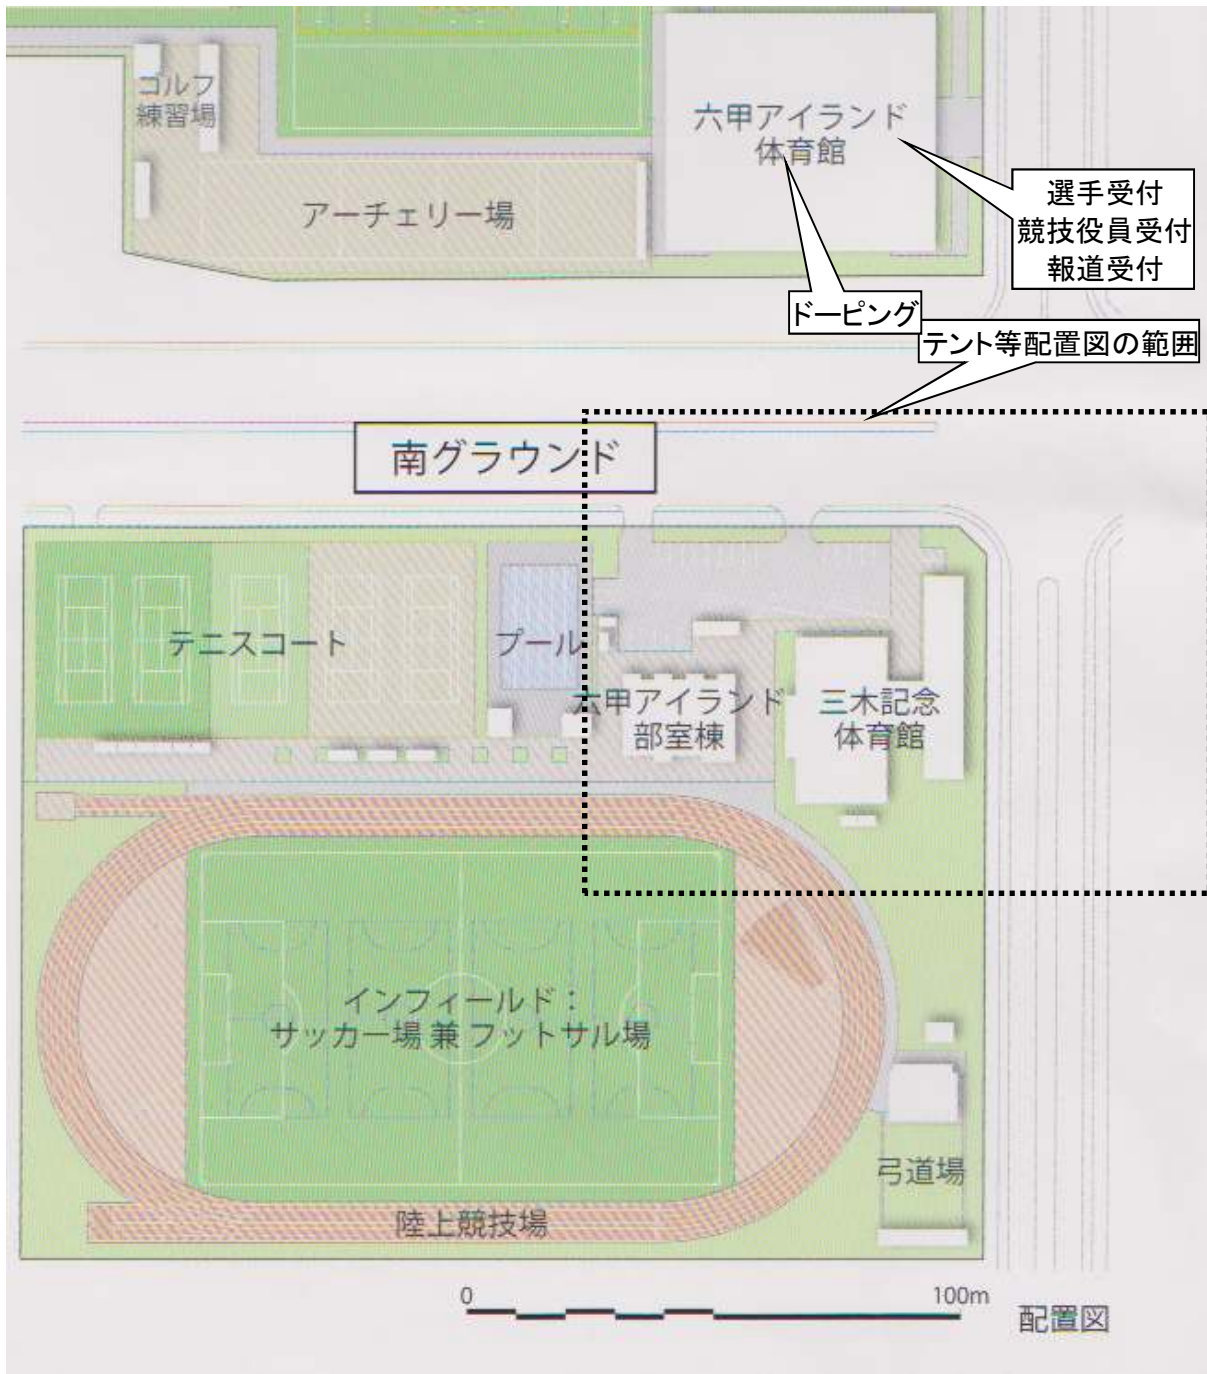 ゴルフ
練習場
六甲アイランド
体育館
選手受付
競技役員受付
報道受付
アーチェリー場
ドーピング
テント等配置図の範囲
南グラウンド
テニスコート
プール
六甲アイランド
部室棟
三木記念
体育館
インフィールド：
サッカー場 兼 フットサル場
弓道場
陸上競技場
0
100m
配置図